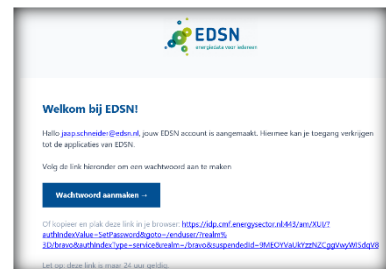 EDSN
energiedata voor iedereen
Welkom bij EDSN!
Hallo jaap.schneider@edsn.nl, jouw EDSN account is aangemaakt. Hiermee kan je toegang verkrijgen
tot de applicaties van EDSN.
Volg de link hieronder om een wachtwoord aan te maken
Wachtwoord aanmaken →
Of kopieer en plak deze link in je browser: https://idp.cmf.energysector.nl:443/am/XUI/?
authIndexValue=SetPassword&goto=/enduser/?realm%
3D/bravo&authIndexType=service&realm=/bravo&suspendedId=
Let op: deze link is maar 24 uur geldig.